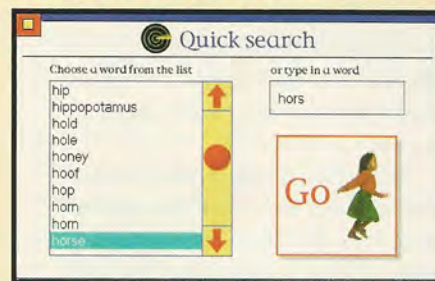 Quick search
Choose a word from the list
hip
hippopotamus
hold
hole
honey
hoof
hop
horn
horn
horse
or type in a word
hors
Go